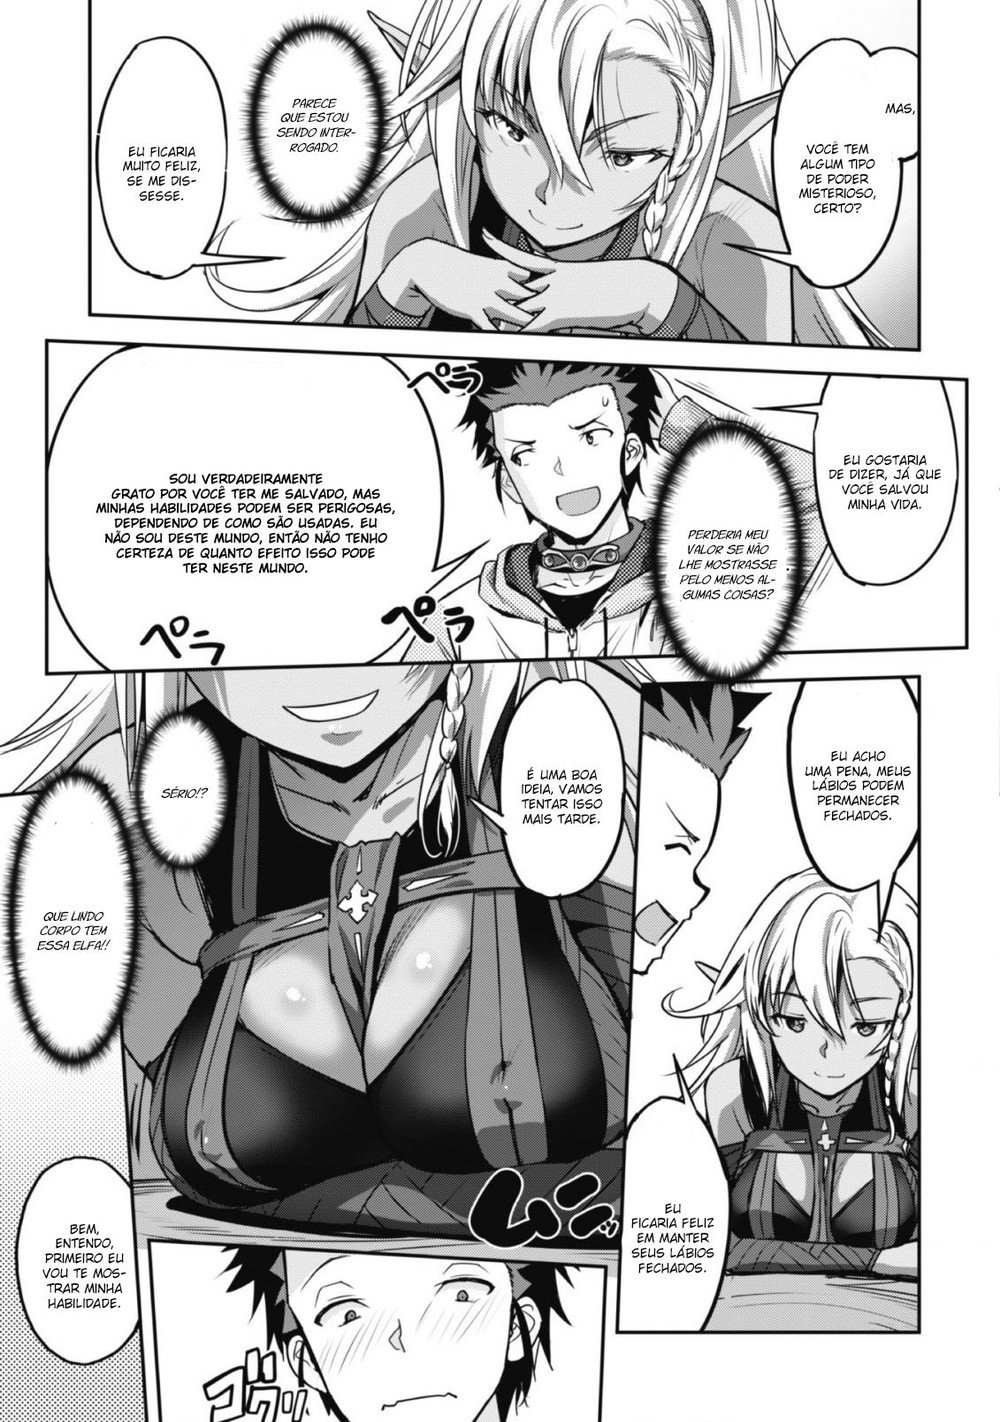 MAS,
VOCÊ TEM
ALGUM TIPO
DE PODER
MISTERIOSO,
CERTO?
PARECE
QUE ESTOU
SENDO INTER-
ROGADO.
EU FICARIA
MUITO FELIZ,
SE ME DIS-
SESSE.
EU GOSTARIA
DE DIZER, JÁ QUE
VOCÊ SALVOU
MINHA VIDA.
PERDERIA MEU
VALOR SE NÃO
LHE MOSTRASSE
PELO MENOS AL-
GUMAS COISAS?
ペラ
SOU VERDADEIRAMENTE
GRATO POR VOCÊ TER ME SALVADO, MAS
MINHAS HABILIDADES PODEM SER PERIGOSAS,
DEPENDENDO DE COMO SÃO USADAS. EU
NÃO SOU DESTE MUNDO, ENTÃO NÃO TENHO
CERTEZA DE QUANTO EFEITO ISSO PODE
TER NESTE MUNDO.
ペラ
ペラ
EU ACHO
UMA PENA, MEUS
LÁBIOS PODEM
PERMANECER
FECHADOS.
EU
FICARIA FELIZ
EM MANTER
SEUS LÁBIOS
FECHADOS.
É UMA BOA
IDEIA, VAMOS
TENTAR ISSO
MAIS TARDE.
SÉRIO!?
QUE LINDO
CORPO TEM
ESSA ELFA!!
ムニッ
BEM,
ENTENDO,
PRIMEIRO EU
VOU TE MOS-
TRAR MINHA
HABILIDADE.
ゴクリ